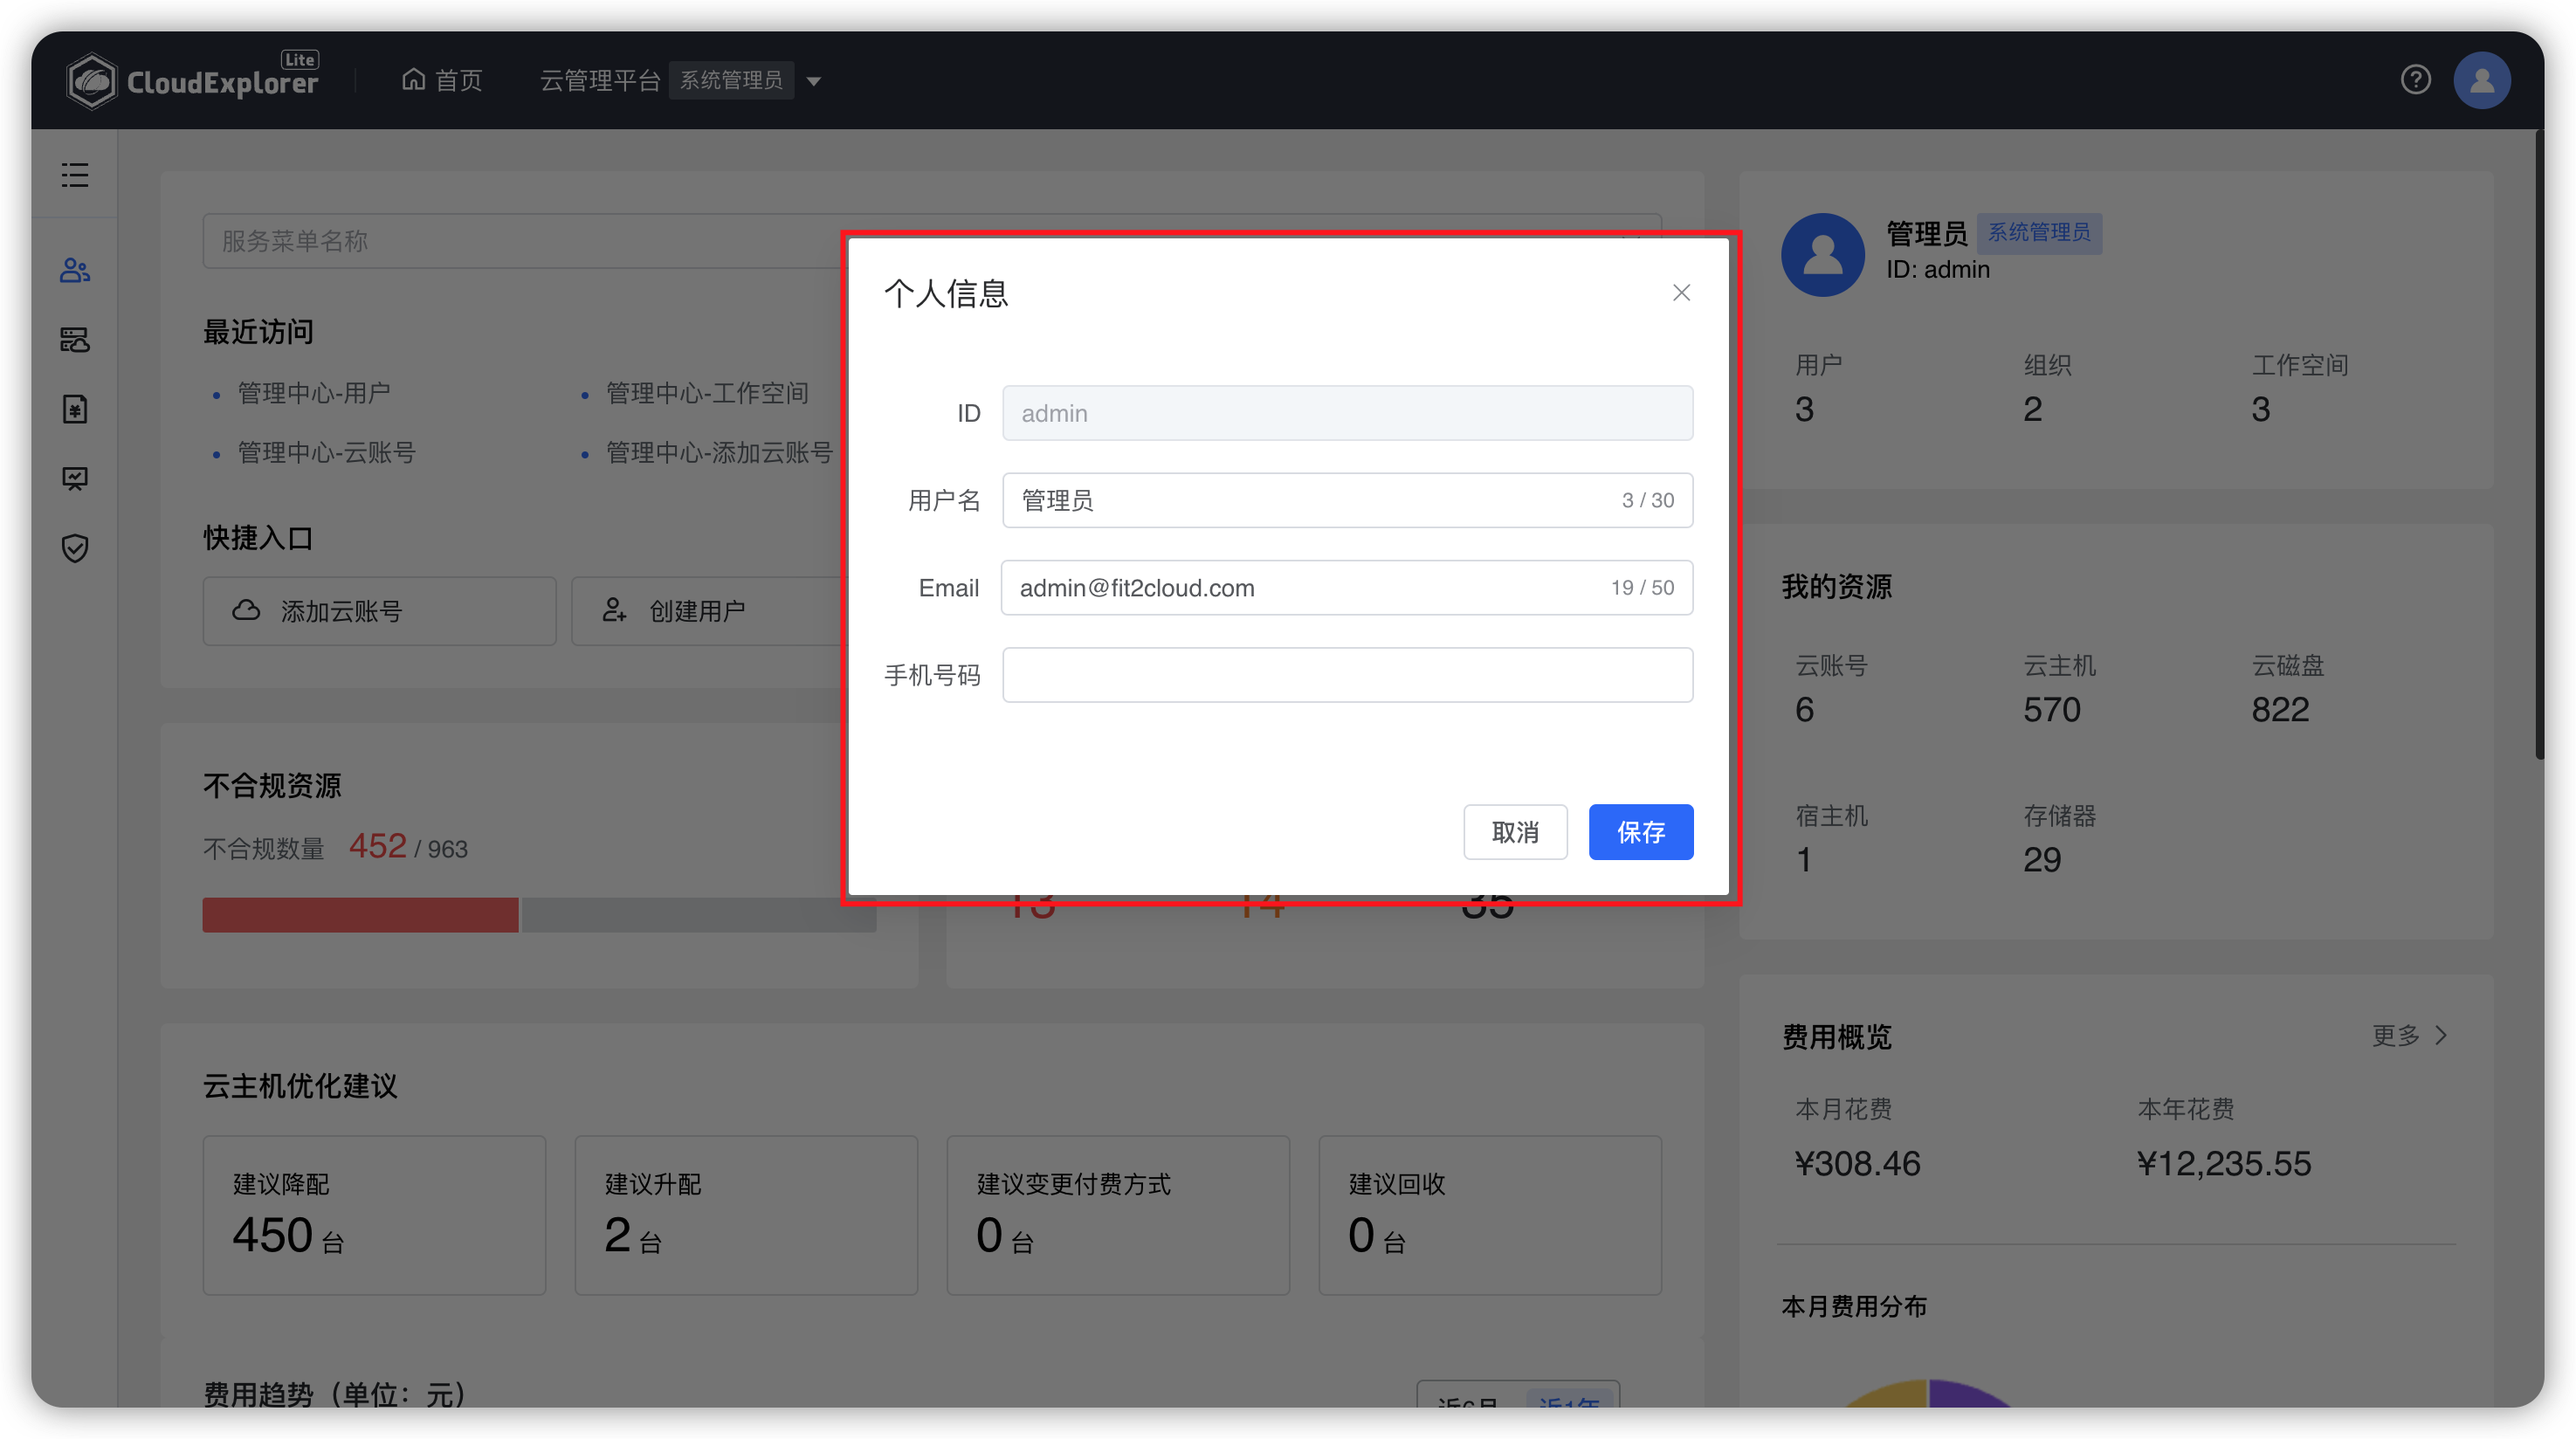 CloudExplorer Lite
首页
云管理平台 系统管理员
服务菜单名称
最近访问
管理中心-用户
管理中心-工作空间
管理中心-云账号
管理中心-添加云账号
快捷入口
添加云账号
创建用户
不合规资源
不合规数量 452 / 963
13 14 35
云主机优化建议
建议降配
450 台
建议升配
2 台
建议变更付费方式
0 台
建议回收
0 台
费用趋势（单位：元）
近6月 近1年
个人信息
ID admin
用户名 管理员 3 / 30
Email admin@fit2cloud.com 19 / 50
手机号码
取消 保存
管理员 系统管理员
ID: admin
用户 组织 工作空间
3 2 3
我的资源
云账号 云主机 云磁盘
6 570 822
宿主机 存储器
1 29
费用概览 更多
本月花费 本年花费
¥308.46 ¥12,235.55
本月费用分布